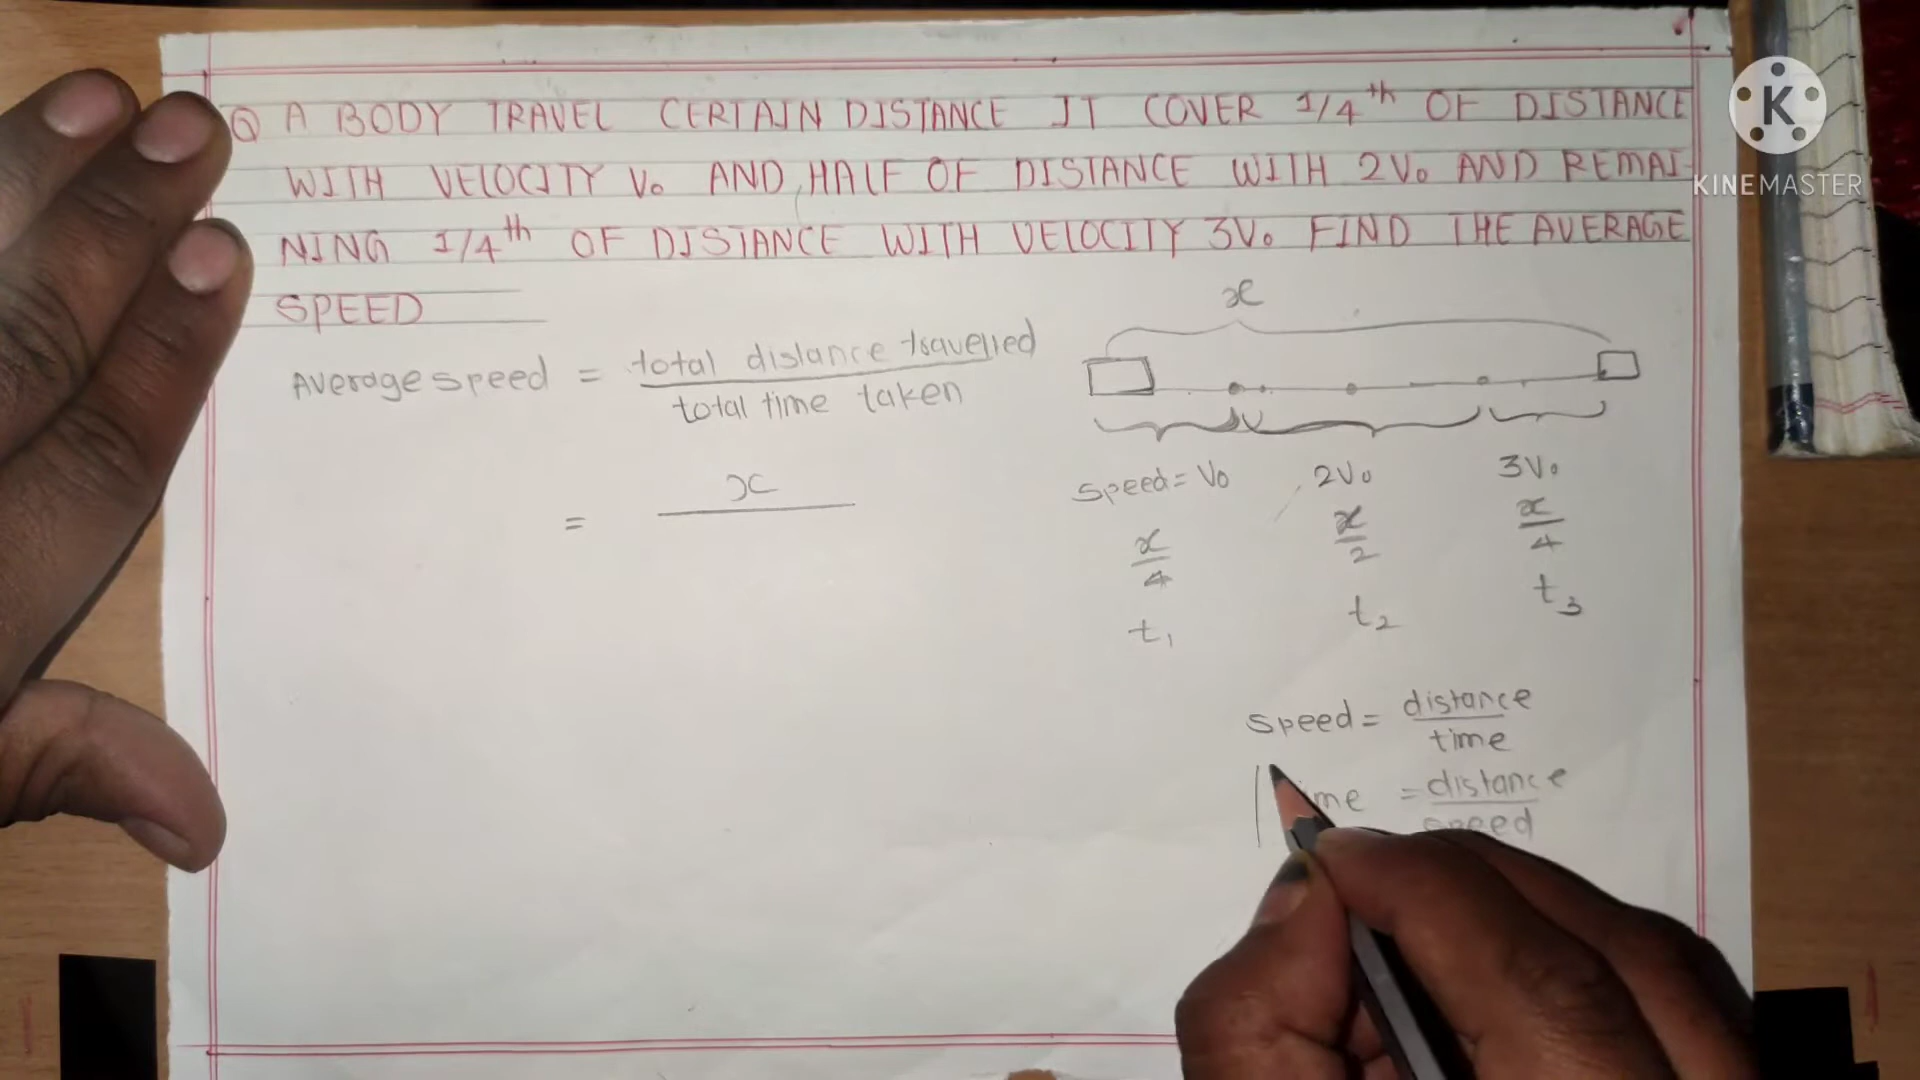 Q A BODY TRAVEL CERTAIN DISTANCE IT COVER 1/4th OF DISTANCE
WITH VELOCITY V₀ AND, HALF OF DISTANCE WITH 2V₀ AND REMAI-
NING 1/4th OF DISTANCE WITH VELOCITY 3V₀ FIND THE AVERAGE
SPEED
Average speed = total distance travelled / total time taken
= x
x
speed = V₀ 2V₀ 3V₀
x/4 x/2 x/4
t₁ t₂ t₃
speed = distance / time
= distance / speed
K
KINEMASTER